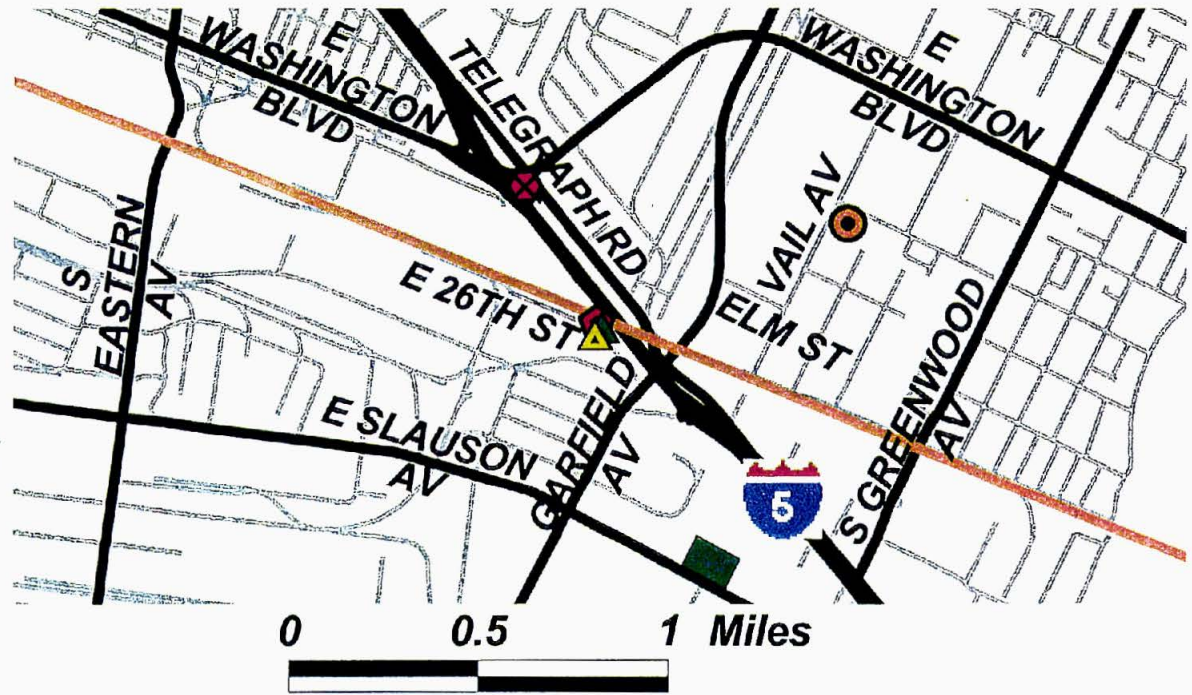 E
WASHINGTON
BLVD
TELEGRAPH RD
E
WASHINGTON
BLVD
S
EASTERN
AV
E 26TH ST
VAIL AV
ELM ST
S GREENWOOD
AV
E SLAUSON
AV
GARFIELD
AV
5
0 0.5 1 Miles